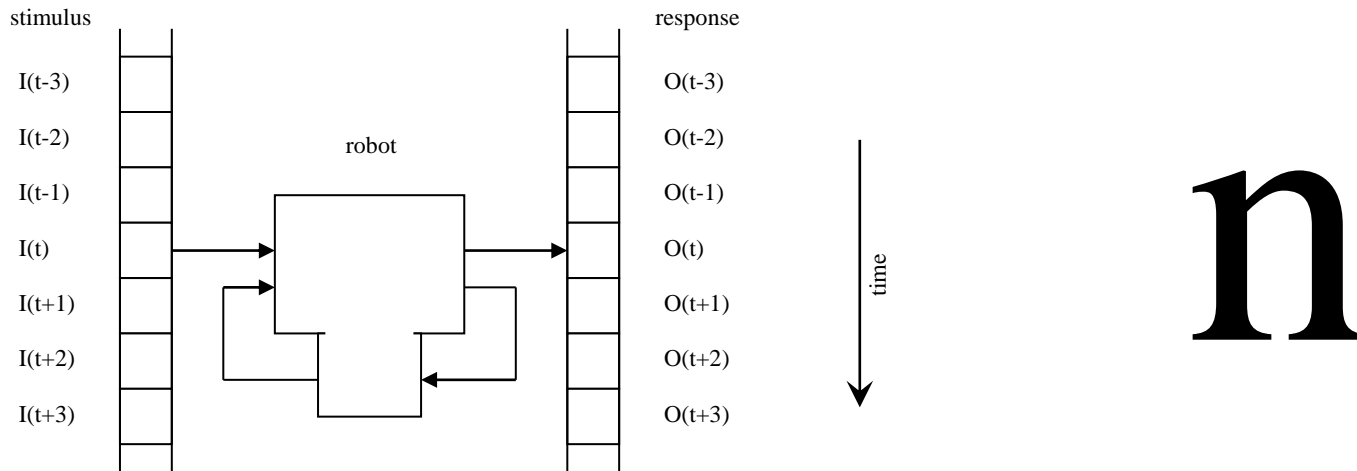 stimulus
response
I(t-3)
O(t-3)
I(t-2)
O(t-2)
robot
I(t-1)
O(t-1)
I(t)
O(t)
time
I(t+1)
O(t+1)
I(t+2)
O(t+2)
I(t+3)
O(t+3)
n